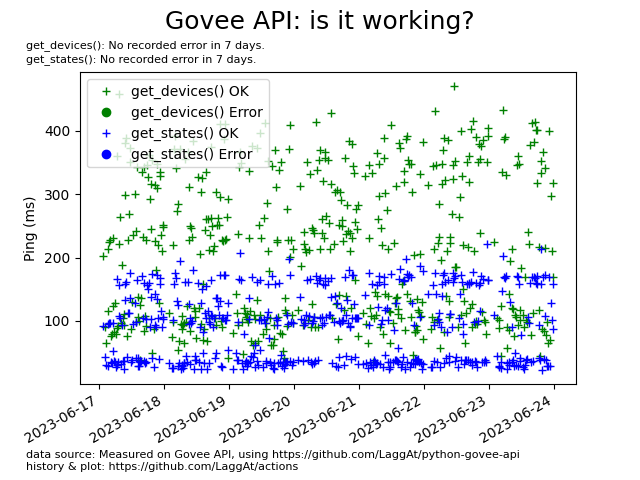 Govee API: is it working?
get_devices(): No recorded error in 7 days.
get_states(): No recorded error in 7 days.
get_devices() OK
get_devices() Error
get_states() OK
get_states() Error
Ping (ms)
400
300
200
100
2023-06-17
2023-06-18
2023-06-19
2023-06-20
2023-06-21
2023-06-22
2023-06-23
2023-06-24
data source: Measured on Govee API, using https://github.com/LaggAt/python-govee-api
history & plot: https://github.com/LaggAt/actions